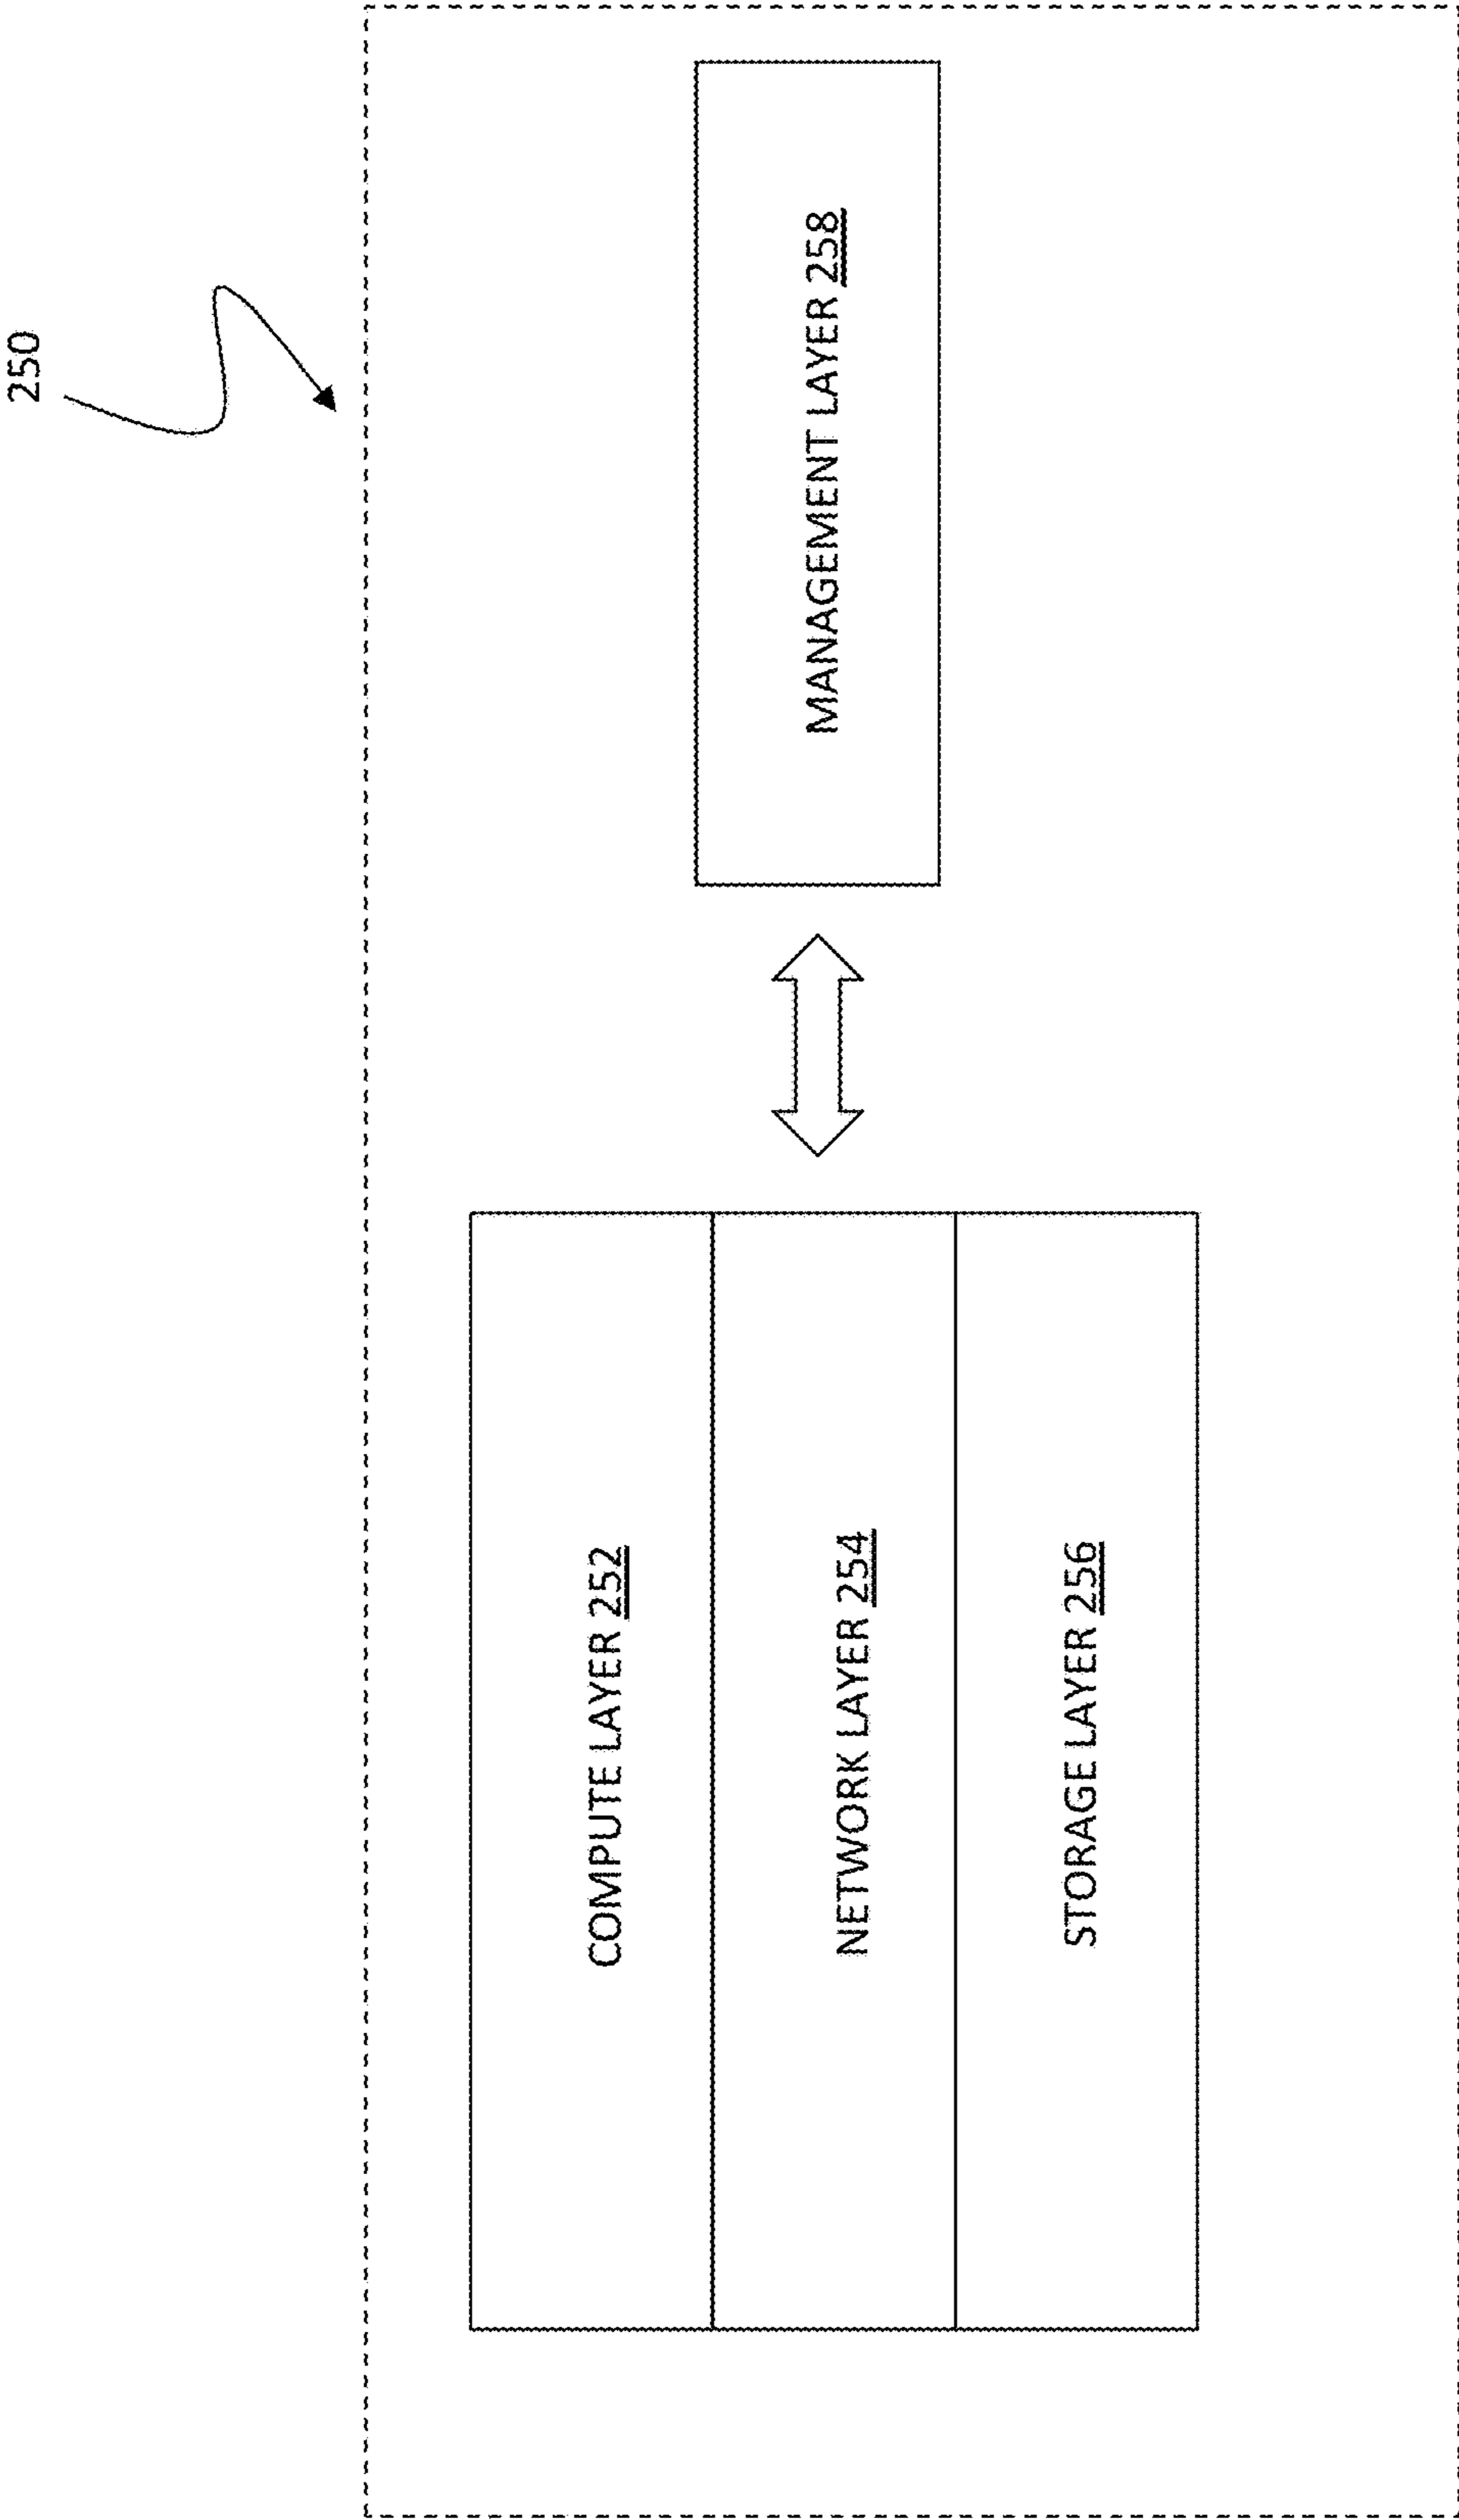 250
COMPUTE LAYER 252
NETWORK LAYER 254
STORAGE LAYER 256
MANAGEMENT LAYER 258